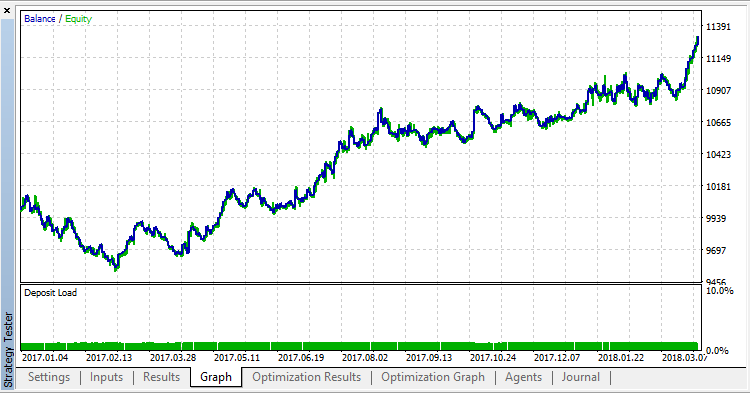 Balance / Equity
11391
11149
10907
10665
10423
10181
9939
9697
9456
Deposit Load
10.0%
0.0%
2017.01.04 2017.02.13 2017.03.28 2017.05.11 2017.06.19 2017.08.02 2017.09.13 2017.10.24 2017.12.07 2018.01.22 2018.03.07
Strategy Tester
Settings Inputs Results Graph Optimization Results Optimization Graph Agents Journal